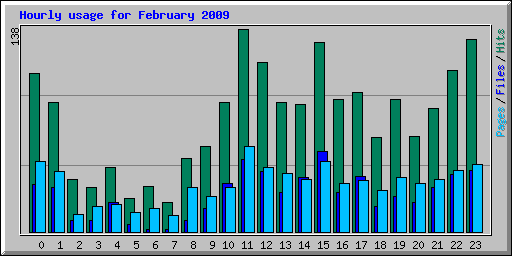 Hourly usage for February 2009
138
Pages / Files / Hits
0 1 2 3 4 5 6 7 8 9 10 11 12 13 14 15 16 17 18 19 20 21 22 23